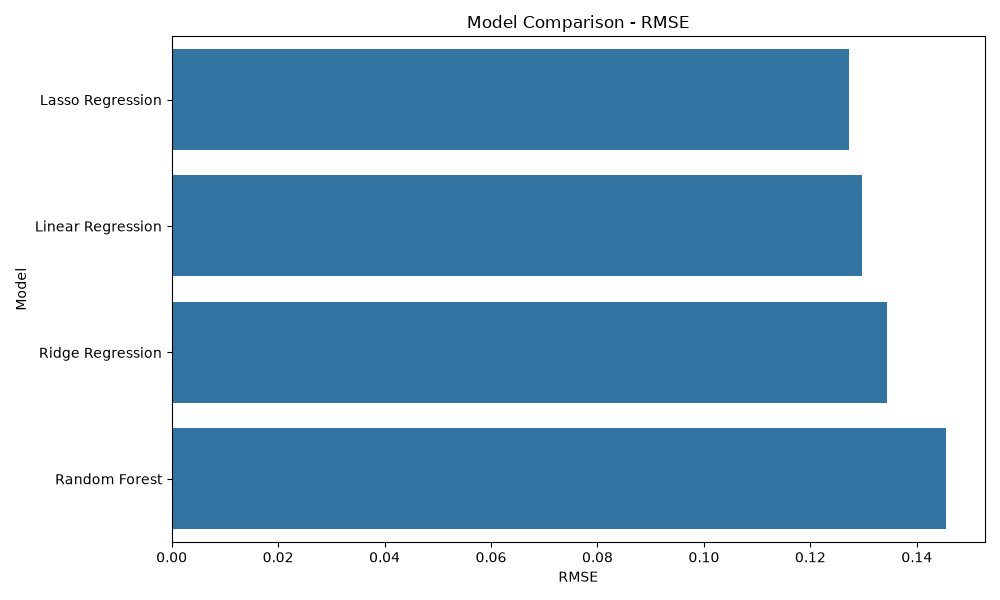 Model Comparison - RMSE
Lasso Regression
Linear Regression
Ridge Regression
Random Forest
Model
0.00 0.02 0.04 0.06 0.08 0.10 0.12 0.14
RMSE